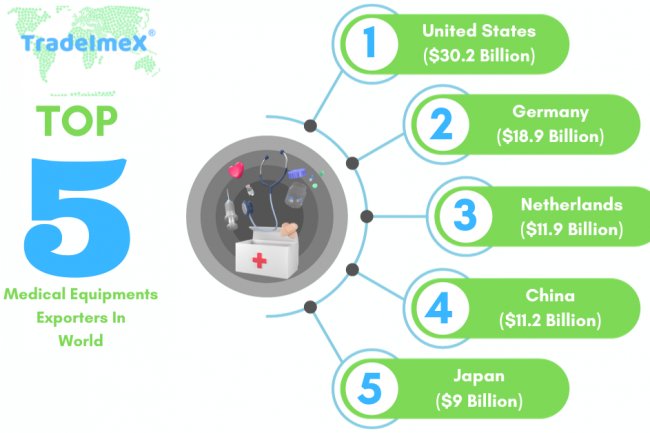 TradeImeX®
TOP
5
Medical Equipments
Exporters In
World
1
United States
($30.2 Billion)
2
Germany
($18.9 Billion)
3
Netherlands
($11.9 Billion)
4
China
($11.2 Billion)
5
Japan
($9 Billion)